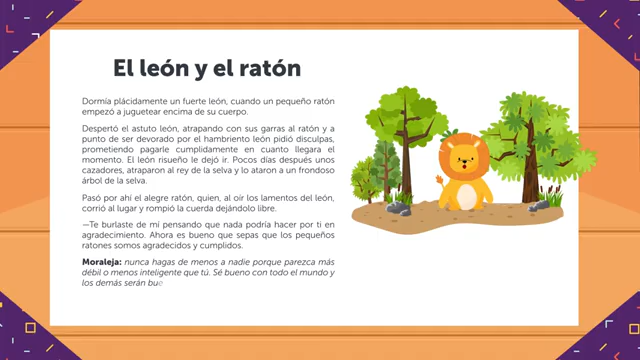 El león y el ratón
Dormía plácidamente un fuerte león, cuando un pequeño ratón
empezó a juguetear encima de su cuerpo.
Despertó el astuto león, atrapando con sus garras al ratón y a
punto de ser devorado por el hambriento león pidió disculpas,
prometiendo pagarle cumplidamente en cuanto llegara el
momento. El león risueño le dejó ir. Pocos días después unos
cazadores, atraparon al rey de la selva y lo ataron a un frondoso
árbol de la selva.
Pasó por ahí el alegre ratón, quien, al oír los lamentos del león,
corrió al lugar y rompió la cuerda dejándolo libre.
—Te burlaste de mí pensando que nada podría hacer por ti en
agradecimiento. Ahora es bueno que sepas que los pequeños
ratones somos agradecidos y cumplidos.
Moraleja: nunca hagas de menos a nadie porque parezca más
débil o menos inteligente que tú. Sé bueno con todo el mundo y
los demás serán bue